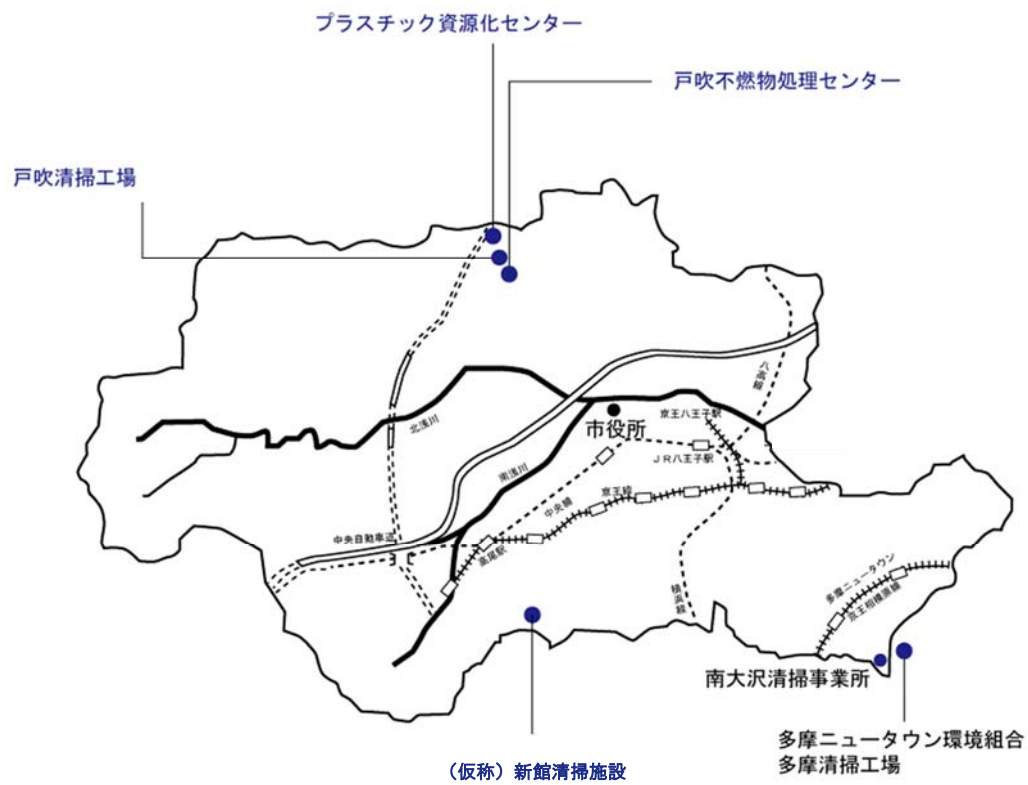 プラスチック資源化センター
戸吹不燃物処理センター
戸吹清掃工場
八高線
北浅川
京王八王子駅
市役所
JR八王子駅
南浅川
京王線
中央線
中央自動車道
高尾駅
横浜線
多摩ニュータウン
京王相模原線
南大沢清掃事業所
多摩ニュータウン環境組合
多摩清掃工場
(仮称)新館清掃施設